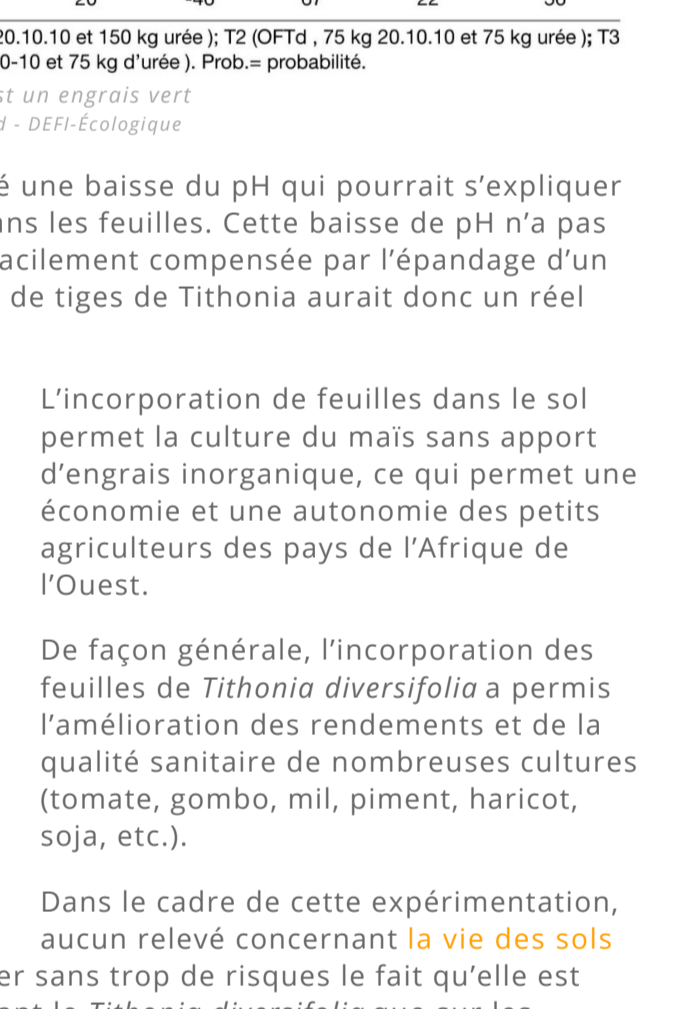 20.10.10 et 150 kg urée ); T2 (OFTd , 75 kg 20.10.10 et 75 kg urée ); T3
0-10 et 75 kg d’urée ). Prob.= probabilité.
un engrais vert
- DEFI-Écologique
une baisse du pH qui pourrait s’expliquer
les feuilles. Cette baisse de pH n’a pas
compensée par l’épandage d’un
de tiges de Tithonia aurait donc un réel
L’incorporation de feuilles dans le sol
permet la culture du maïs sans apport
d’engrais inorganique, ce qui permet une
économie et une autonomie des petits
agriculteurs des pays de l’Afrique de
l’Ouest.
De façon générale, l’incorporation des
feuilles de Tithonia diversifolia a permis
l’amélioration des rendements et de la
qualité sanitaire de nombreuses cultures
(tomate, gombo, mil, piment, haricot,
soja, etc.).
Dans le cadre de cette expérimentation,
aucun relevé concernant la vie des sols
er sans trop de risques le fait qu’elle est